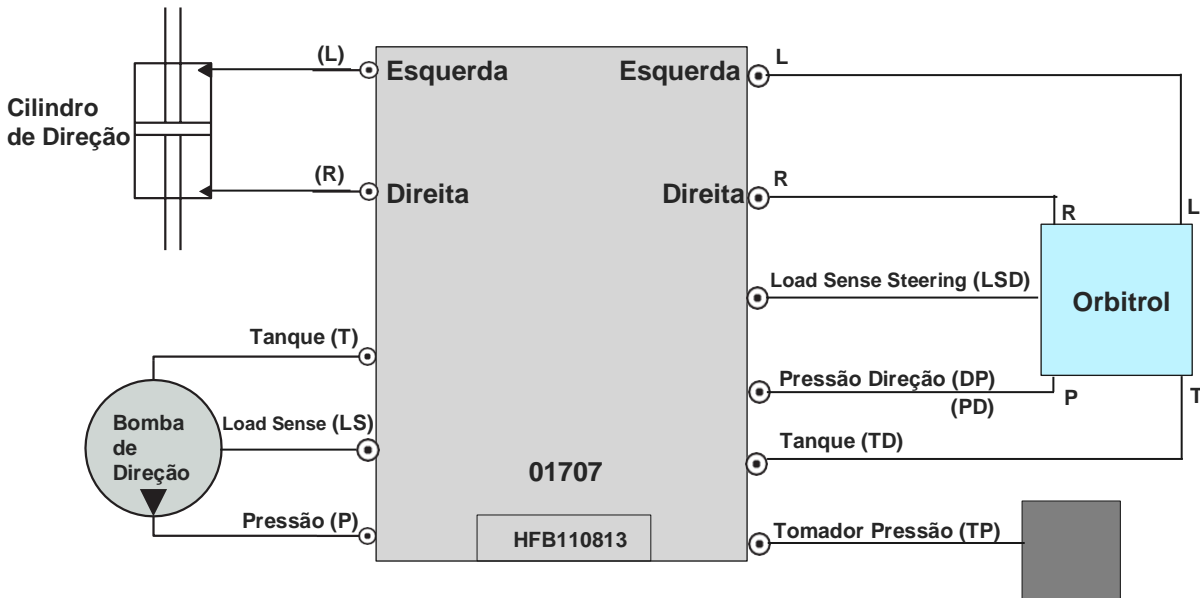 Cilindro
de Direção
(L)
(R)
Esquerda
Esquerda
L
Direita
Direita
R
R
L
Orbitrol
Load Sense Steering (LSD)
Tanque (T)
Bomba
de
Direção
Load Sense (LS)
Pressão Direção (DP)
(PD)
P
T
Tanque (TD)
01707
Pressão (P)
HFB110813
Tomador Pressão (TP)